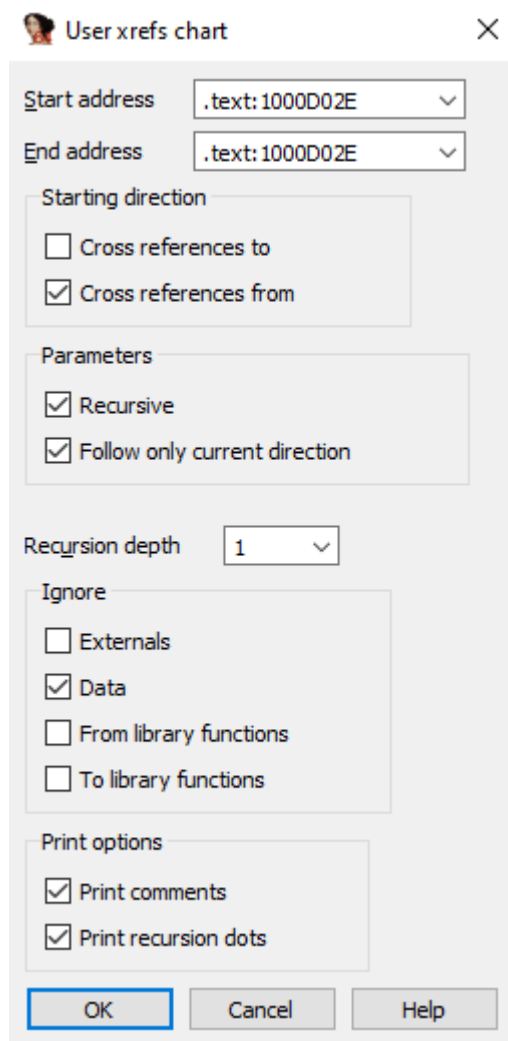 User xrefs chart
Start address .text:1000D02E
End address .text:1000D02E
Starting direction
Cross references to
Cross references from
Parameters
Recursive
Follow only current direction
Recursion depth 1
Ignore
Externals
Data
From library functions
To library functions
Print options
Print comments
Print recursion dots
OK Cancel Help